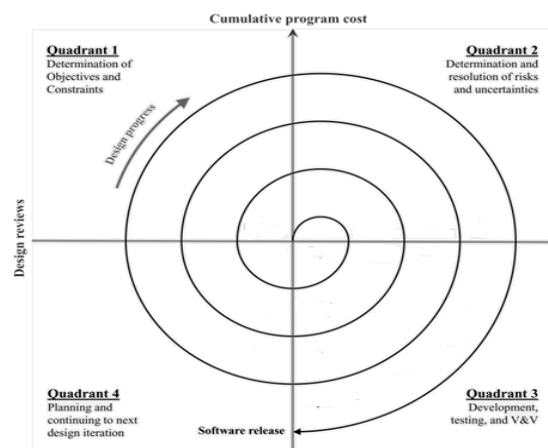 Cumulative program cost
Quadrant 1
Determination of
Objectives and
Constraints
Quadrant 2
Determination and
resolution of risks
and uncertainties
Design progress
Design reviews
Quadrant 4
Planning and
continuing to next
design iteration
Quadrant 3
Development,
testing, and V&V
Software release